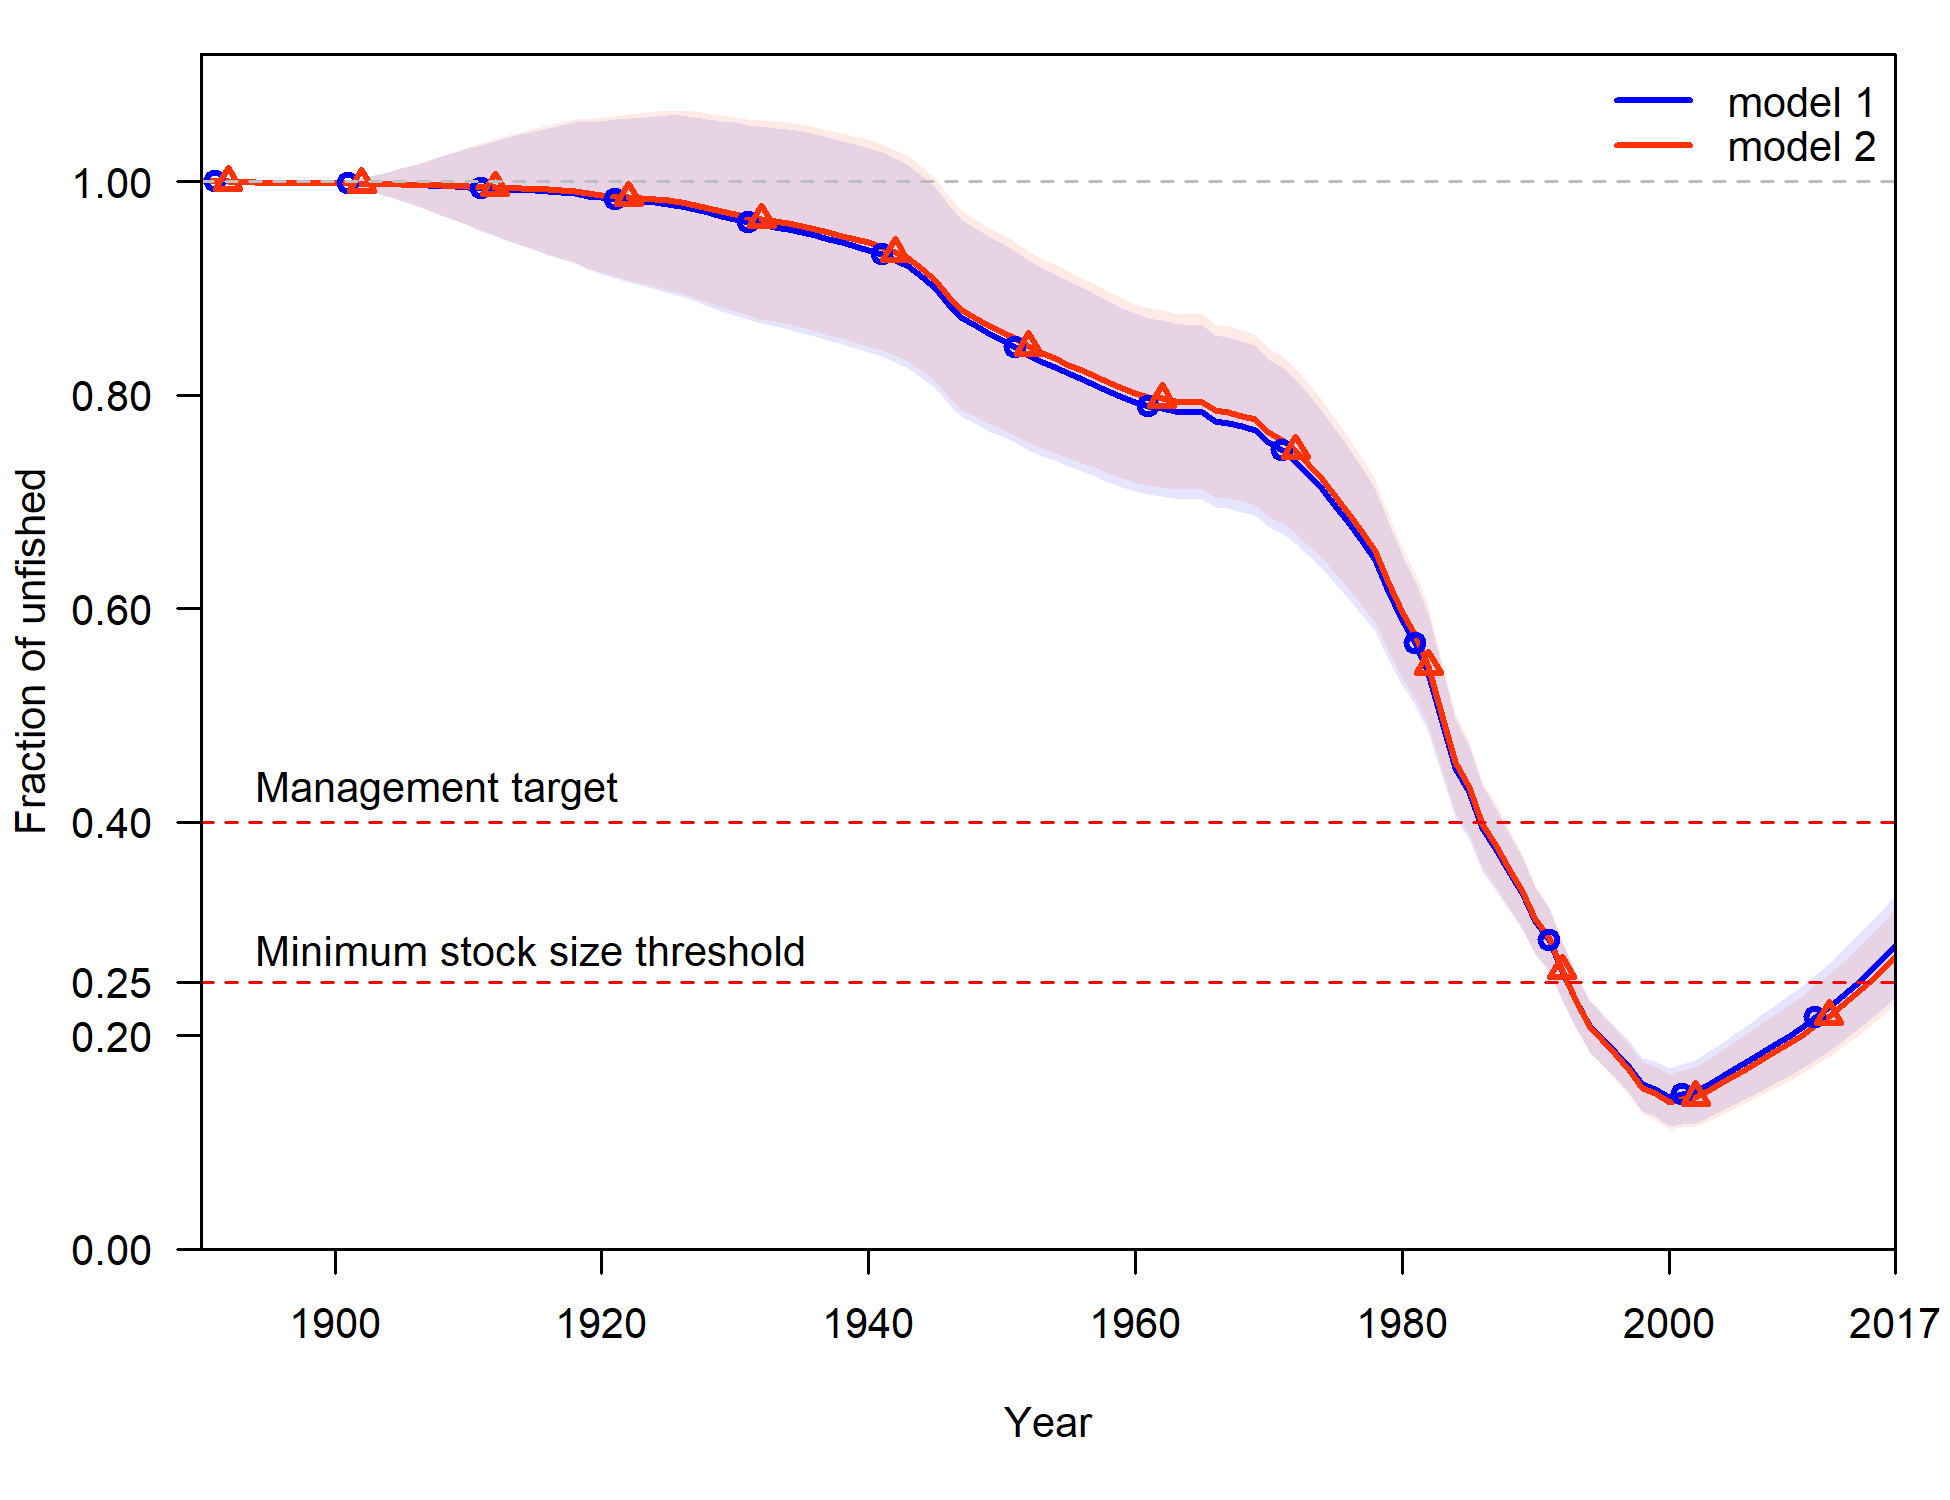 model 1
model 2
1.00
0.80
0.60
0.40
0.25
0.20
0.00
Fraction of unfished
Management target
Minimum stock size threshold
1900 1920 1940 1960 1980 2000 2017
Year